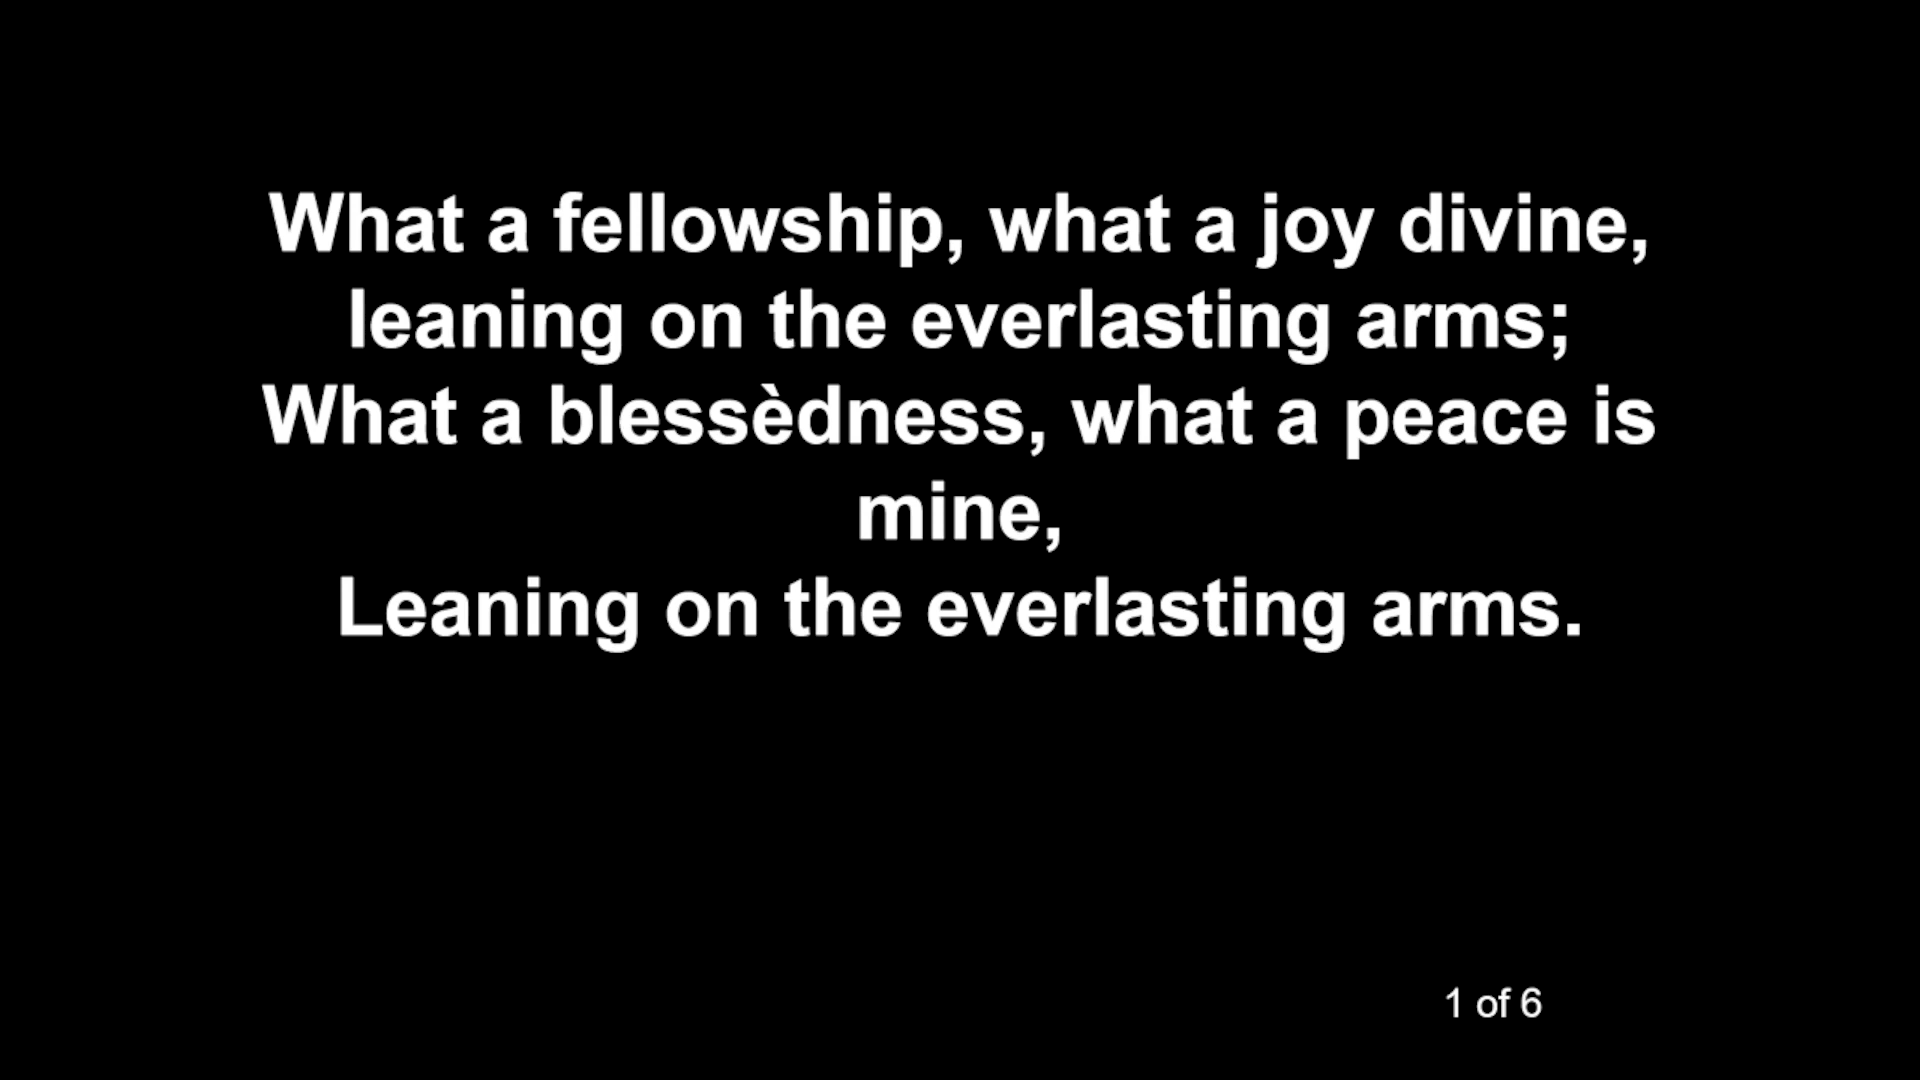 What a fellowship, what a joy divine,
leaning on the everlasting arms;
What a blessèdness, what a peace is
mine,
Leaning on the everlasting arms.
1 of 6